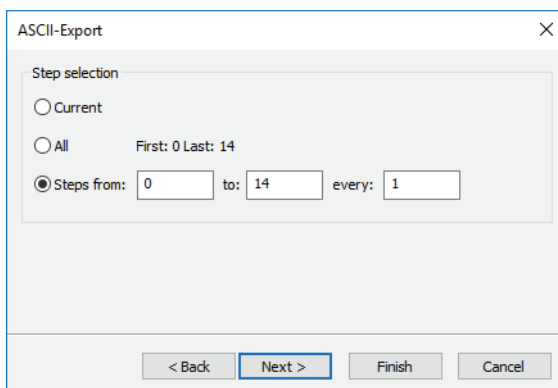 ASCII-Export
Step selection
Current
All First: 0 Last: 14
Steps from: 0 to: 14 every: 1
< Back Next > Finish Cancel